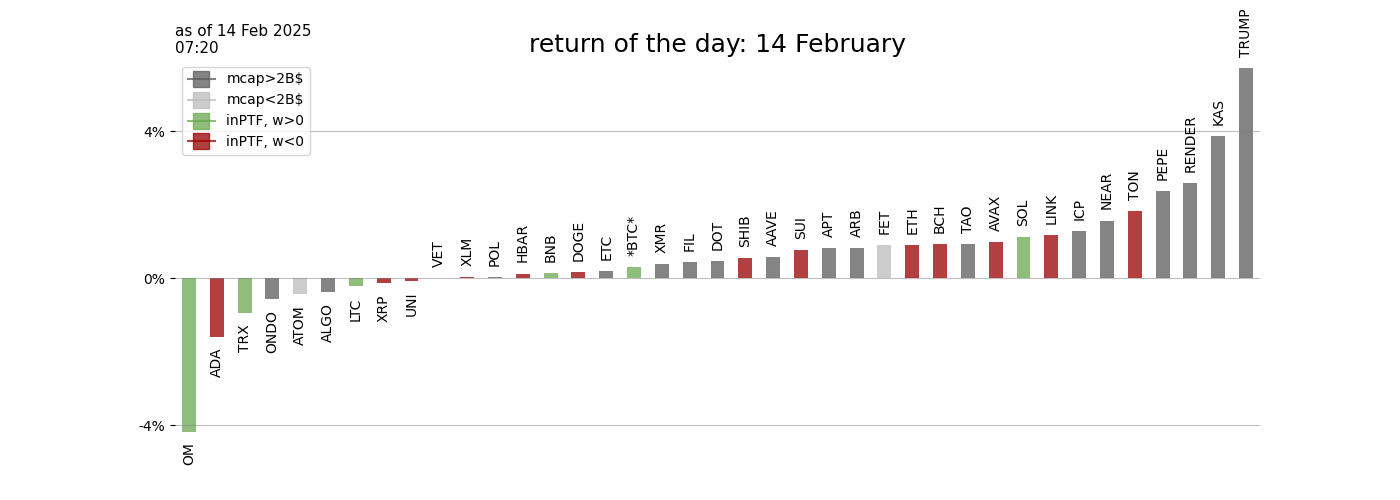 as of 14 Feb 2025
07:20
return of the day: 14 February
mcap>2B$
mcap<2B$
inPTF, w>0
inPTF, w<0
4%
0%
-4%
OM
ADA
TRX
ONDO
ATOM
ALGO
LTC
XRP
UNI
VET
XLM
POL
HBAR
BNB
DOGE
ETC
*BTC*
XMR
FIL
DOT
SHIB
AAVE
SUI
APT
ARB
FET
ETH
BCH
TAO
AVAX
SOL
LINK
ICP
NEAR
TON
PEPE
RENDER
KAS
TRUMP